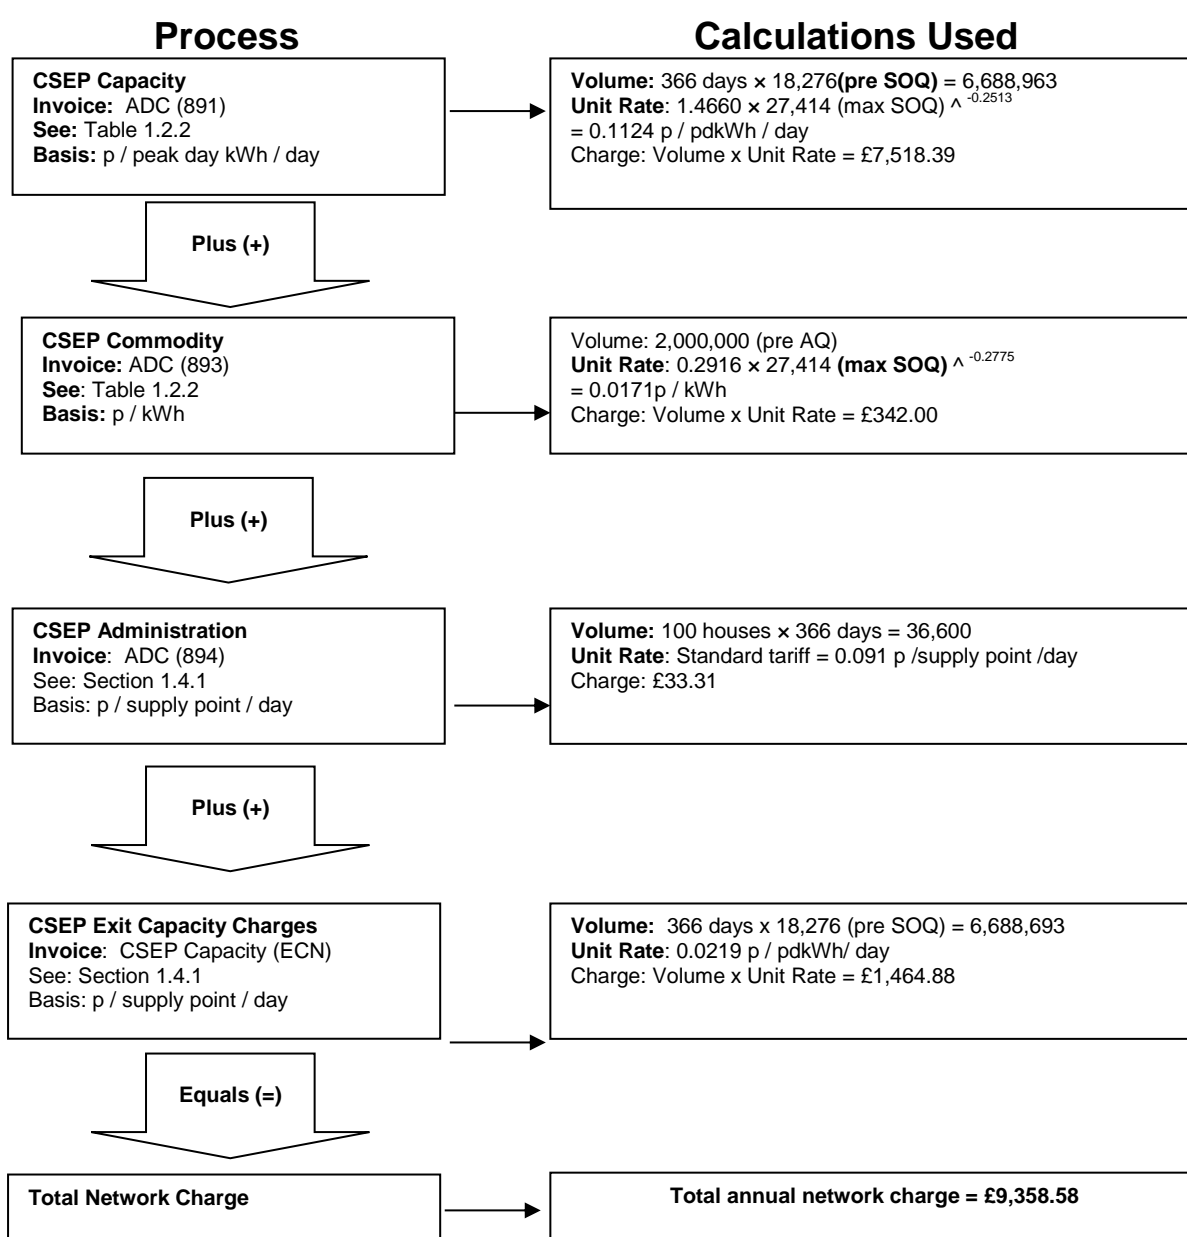 Process
Calculations Used
CSEP Capacity
Invoice: ADC (891)
See: Table 1.2.2
Basis: p / peak day kWh / day
Volume: 366 days × 18,276(pre SOQ) = 6,688,963
Unit Rate: 1.4660 × 27,414 (max SOQ) ^ -0.2513
= 0.1124 p / pdkWh / day
Charge: Volume x Unit Rate = £7,518.39
Plus (+)
CSEP Commodity
Invoice: ADC (893)
See: Table 1.2.2
Basis: p / kWh
Volume: 2,000,000 (pre AQ)
Unit Rate: 0.2916 × 27,414 (max SOQ) ^ -0.2775
= 0.0171p / kWh
Charge: Volume x Unit Rate = £342.00
Plus (+)
CSEP Administration
Invoice: ADC (894)
See: Section 1.4.1
Basis: p / supply point / day
Volume: 100 houses × 366 days = 36,600
Unit Rate: Standard tariff = 0.091 p /supply point /day
Charge: £33.31
Plus (+)
CSEP Exit Capacity Charges
Invoice: CSEP Capacity (ECN)
See: Section 1.4.1
Basis: p / supply point / day
Volume: 366 days x 18,276 (pre SOQ) = 6,688,693
Unit Rate: 0.0219 p / pdkWh/ day
Charge: Volume x Unit Rate = £1,464.88
Equals (=)
Total Network Charge
Total annual network charge = £9,358.58